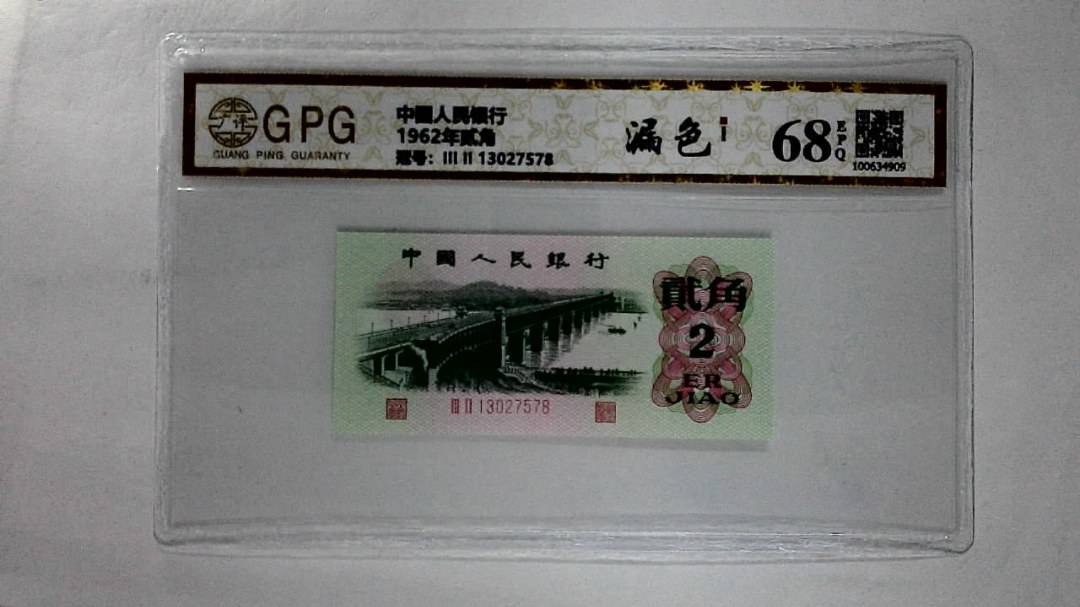 GPG
GUANG PING GUARANTY
中國人民銀行
1962年貳角
冠号: III II 13027578
漏色
68
EPQ
100634909
中國人民銀行
貳角
2
ER
JIAO
III II 13027578